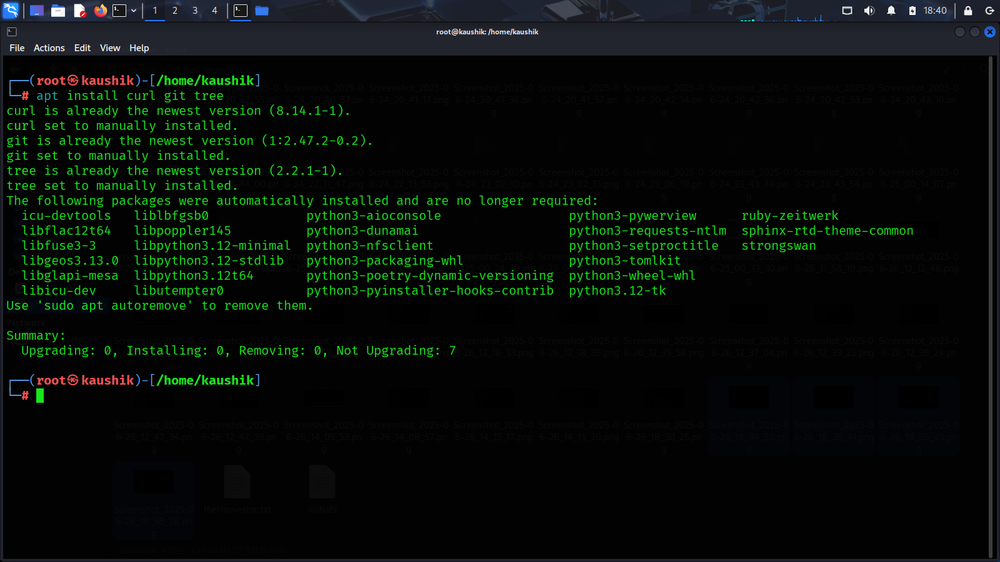 1 2 3 4 18:40
root@kaushik: /home/kaushik
File Actions Edit View Help
┌──(root㉿kaushik)-[/home/kaushik]
└─# apt install curl git tree
curl is already the newest version (8.14.1-1).
curl set to manually installed.
git is already the newest version (1:2.47.2-0.2).
git set to manually installed.
tree is already the newest version (2.2.1-1).
tree set to manually installed.
The following packages were automatically installed and are no longer required:
icu-devtools liblbfgsb0 python3-aioconsole python3-pywerview ruby-zeitwerk
libflac12t64 libpoppler145 python3-dunamai python3-requests-ntlm sphinx-rtd-theme-common
libfuse3-3 libpython3.12-minimal python3-nfsclient python3-setproctitle strongswan
libgeos3.13.0 libpython3.12-stdlib python3-packaging-whl python3-tomlkit
libglapi-mesa libpython3.12t64 python3-poetry-dynamic-versioning python3-wheel-whl
libicu-dev libutempter0 python3-pyinstaller-hooks-contrib python3.12-tk
Use 'sudo apt autoremove' to remove them.
Network
Summary:
Upgrading: 0, Installing: 0, Removing: 0, Not Upgrading: 7
┌──(root㉿kaushik)-[/home/kaushik]
└─#
theHarvestor.txt